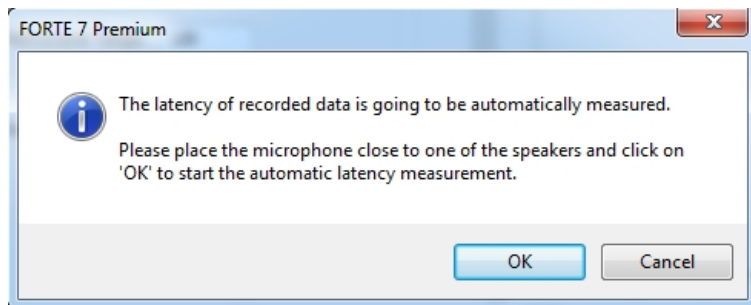 FORTE 7 Premium
The latency of recorded data is going to be automatically measured.
Please place the microphone close to one of the speakers and click on
'OK' to start the automatic latency measurement.
OK
Cancel